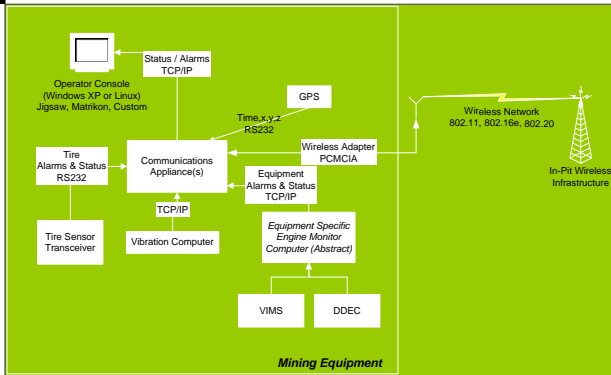 Status / Alarms
TCP/IP
Operator Console
(Windows XP or Linux)
Jigsaw, Matrikon, Custom
GPS
Time,x,y,z
RS232
Wireless Network
802.11, 802.16e, 802.20
In-Pit Wireless
Infrastructure
Wireless Adapter
PCMCIA
Tire
Alarms & Status
RS232
Communications
Appliance(s)
Equipment
Alarms & Status
TCP/IP
TCP/IP
Tire Sensor
Transceiver
Vibration Computer
Equipment Specific
Engine Monitor
Computer (Abstract)
VIMS
DDEC
Mining Equipment